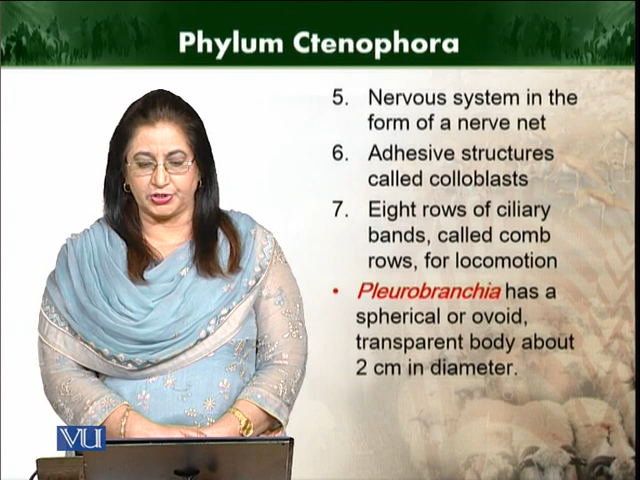 Phylum Ctenophora
5. Nervous system in the
form of a nerve net
6. Adhesive structures
called colloblasts
7. Eight rows of ciliary
bands, called comb
rows, for locomotion
• Pleurobranchia has a
spherical or ovoid,
transparent body about
2 cm in diameter.
VU